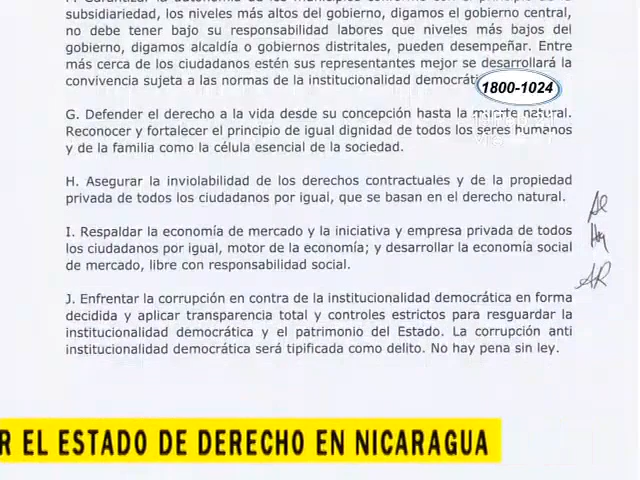 subsidiariedad, los niveles más altos del gobierno, digamos el gobierno central,
no debe tener bajo su responsabilidad labores que niveles más bajos del
gobierno, digamos alcaldía o gobiernos distritales, pueden desempeñar. Entre
más cerca de los ciudadanos estén sus representantes mejor se desarrollará la
convivencia sujeta a las normas de la institucionalidad
1800-1024
G. Defender el derecho a la vida desde su concepción hasta la muerte natural.
Reconocer y fortalecer el principio de igual dignidad de todos los seres humanos
y de la familia como la célula esencial de la sociedad.
H. Asegurar la inviolabilidad de los derechos contractuales y de la propiedad
privada de todos los ciudadanos por igual, que se basan en el derecho natural.
I. Respaldar la economía de mercado y la iniciativa y empresa privada de todos
los ciudadanos por igual, motor de la economía; y desarrollar la economía social
de mercado, libre con responsabilidad social.
J. Enfrentar la corrupción en contra de la institucionalidad democrática en forma
decidida y aplicar transparencia total y controles estrictos para resguardar la
institucionalidad democrática y el patrimonio del Estado. La corrupción anti
institucionalidad democrática será tipificada como delito. No hay pena sin ley.
R EL ESTADO DE DERECHO EN NICARAGUA